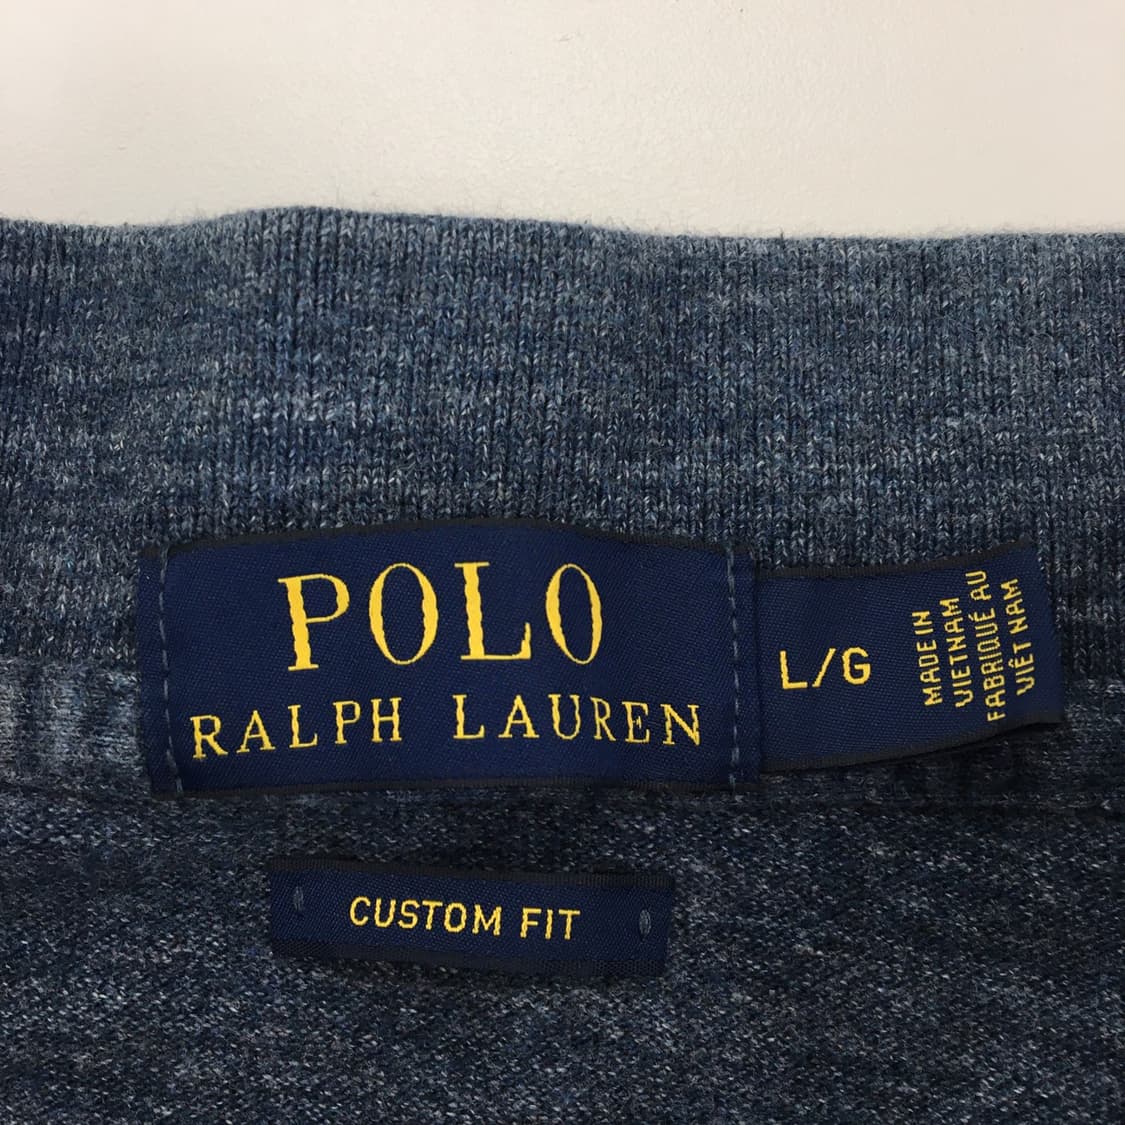 POLO
RALPH LAUREN
L/G
MADE IN
VIETNAM
FABRIQUÉ AU
VIÊT NAM
CUSTOM FIT